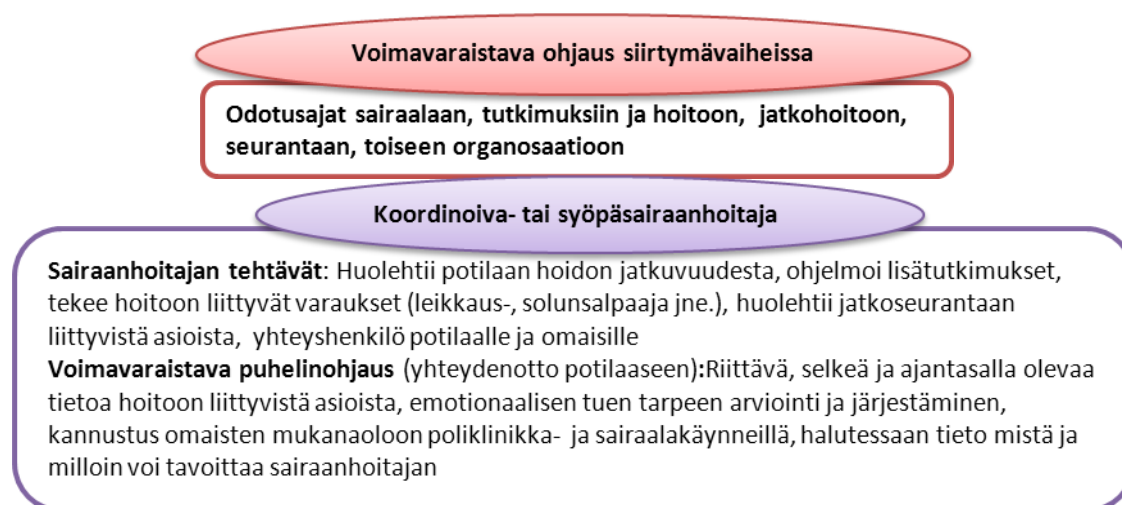 Voimavaraistava ohjaus siirtymävaiheissa
Odotusajat sairaalaan, tutkimuksiin ja hoitoon, jatkohoitoon,
seurantaan, toiseen organosaatioon
Koordinoiva- tai syöpäsairaanhoitaja
Sairaanhoitajan tehtävät: Huolehtii potilaan hoidon jatkuvuudesta, ohjelmoi lisätutkimukset,
tekee hoitoon liittyvät varaukset (leikkaus-, solunsalpaaja jne.), huolehtii jatkoseurantaan
liittyvistä asioista, yhteyshenkilö potilaalle ja omaisille
Voimavaraistava puhelinohjaus (yhteydenotto potilaaseen):Riittävä, selkeä ja ajantasalla olevaa
tietoa hoitoon liittyvistä asioista, emotionaalisen tuen tarpeen arviointi ja järjestäminen,
kannustus omaisten mukanaoloon poliklinikka- ja sairaalakäynneillä, halutessaan tieto mistä ja
milloin voi tavoittaa sairaanhoitajan